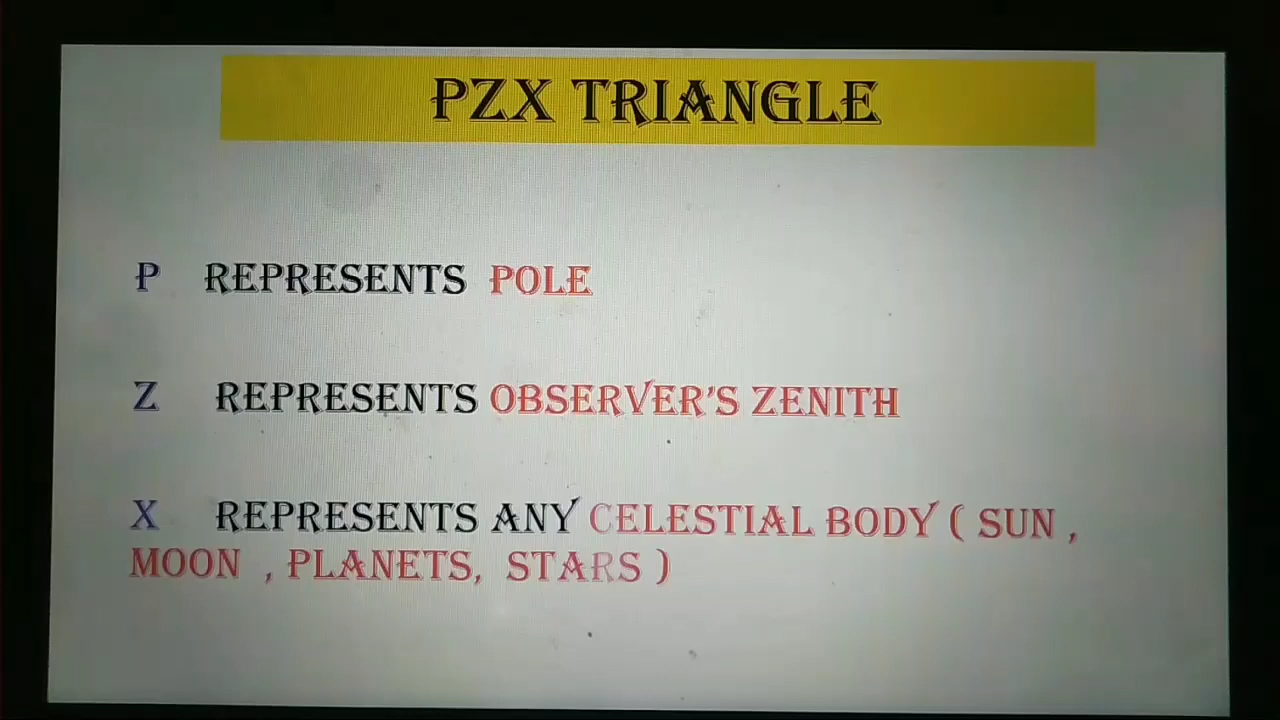 PZX TRIANGLE
P REPRESENTS POLE
Z REPRESENTS OBSERVER'S ZENITH
X REPRESENTS ANY CELESTIAL BODY ( SUN ,
MOON , PLANETS, STARS )